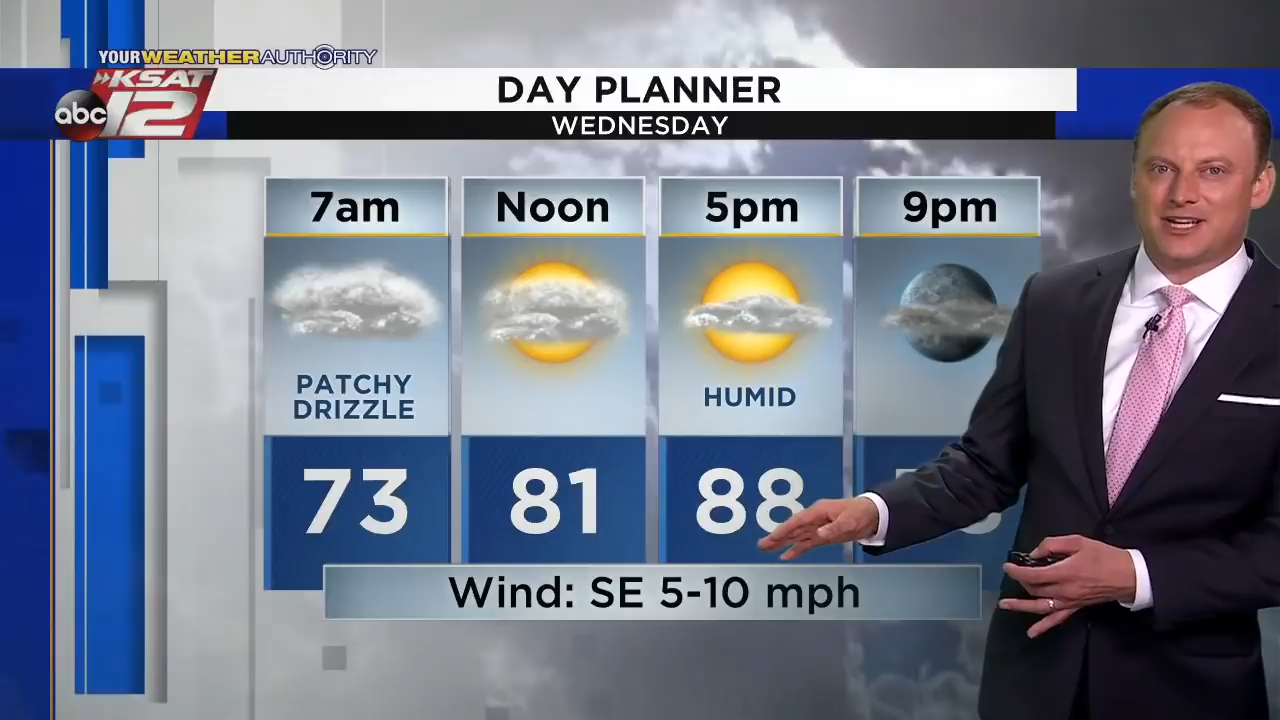 YOUR WEATHER AUTHORITY
KSAT
abc 12
DAY PLANNER
WEDNESDAY
7am Noon 5pm 9pm
PATCHY
DRIZZLE
HUMID
73 81 88
Wind: SE 5-10 mph